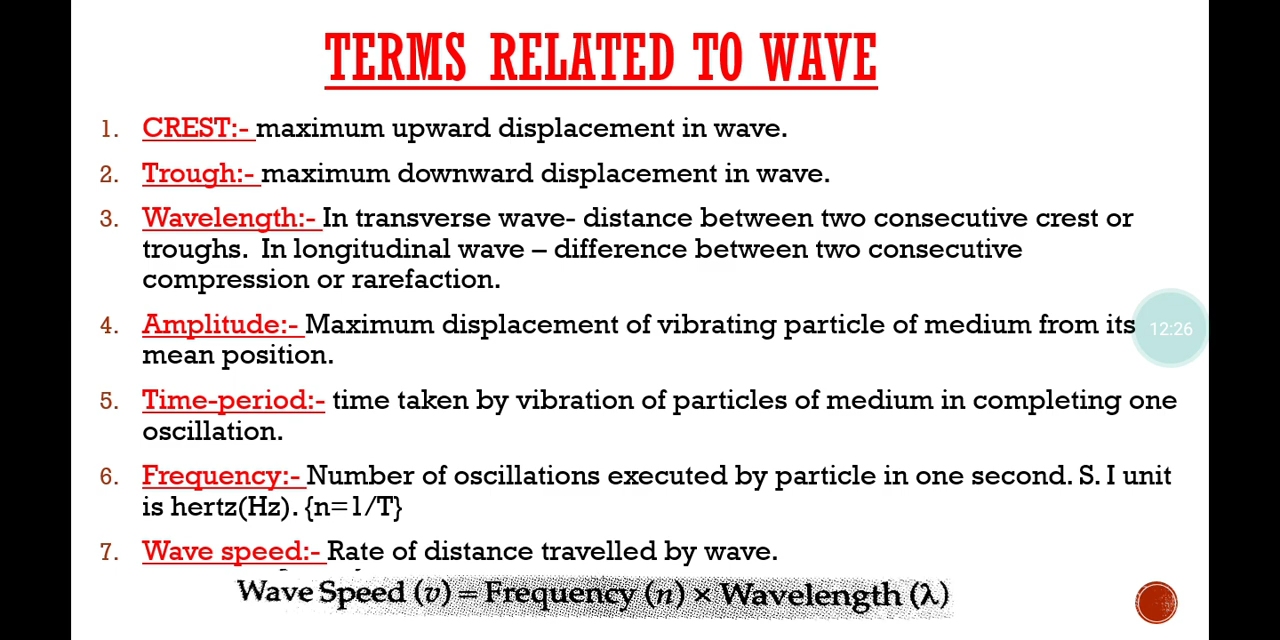 TERMS RELATED TO WAVE
1. CREST:- maximum upward displacement in wave.
2. Trough:- maximum downward displacement in wave.
3. Wavelength:- In transverse wave- distance between two consecutive crest or
troughs. In longitudinal wave – difference between two consecutive
compression or rarefaction.
4. Amplitude:- Maximum displacement of vibrating particle of medium from its
12:26
mean position.
5. Time-period:- time taken by vibration of particles of medium in completing one
oscillation.
6. Frequency:- Number of oscillations executed by particle in one second. S. I unit
is hertz(Hz). {n=1/T}
7. Wave speed:- Rate of distance travelled by wave.
Wave Speed (v) = Frequency (n) × Wavelength (λ)